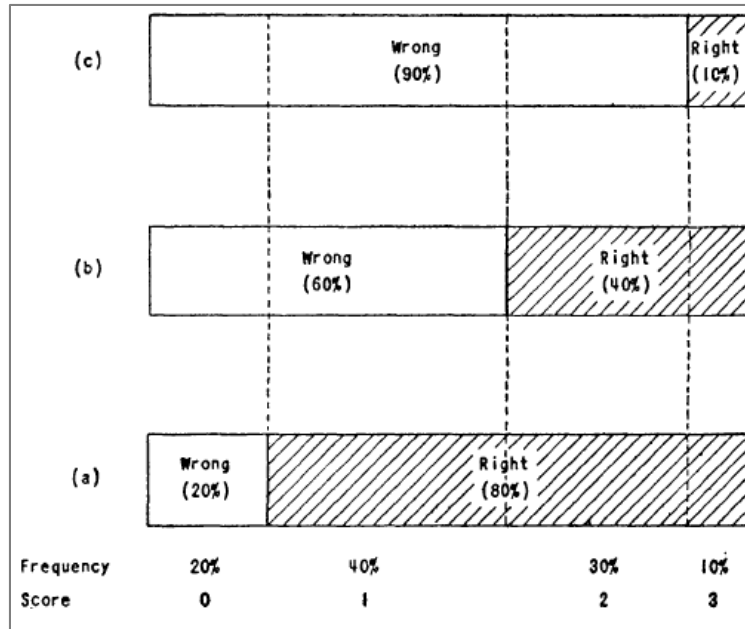 (c)
Wrong
(90%)
Right
(10%)
(b)
Wrong
(60%)
Right
(40%)
(a)
Wrong
(20%)
Right
(80%)
Frequency 20% 40% 30% 10%
Score 0 1 2 3